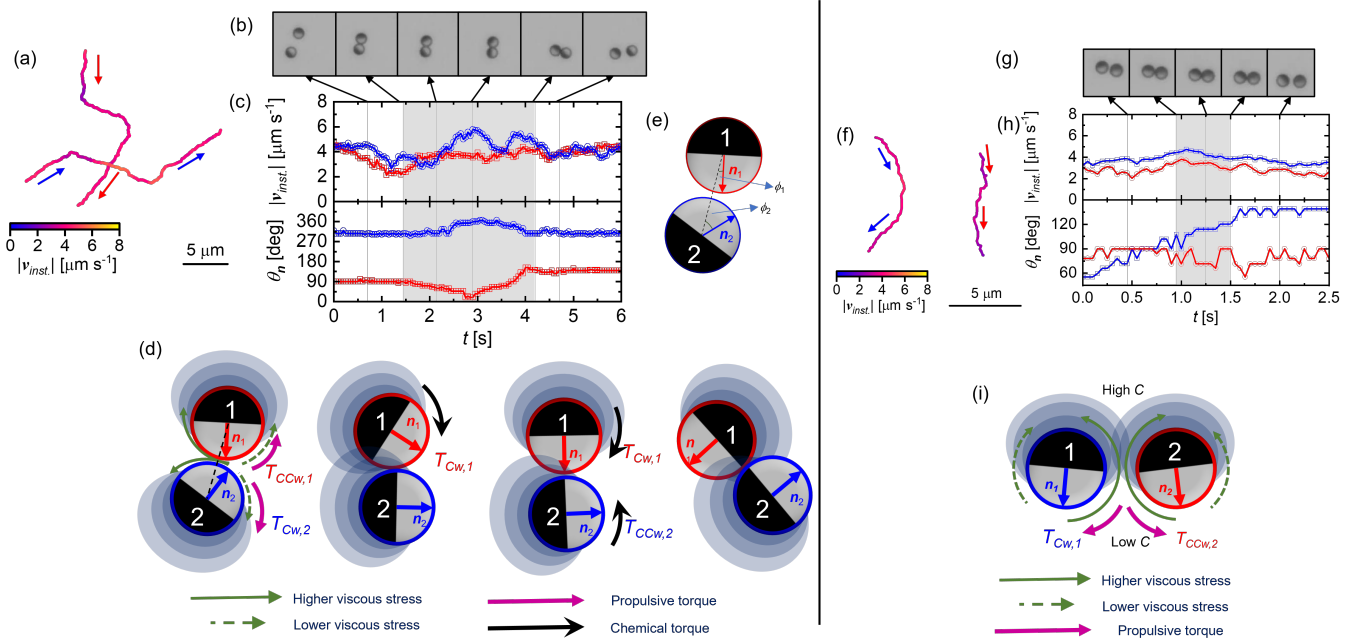 (a)
0 2 4 6 8
|v_inst.| [μm s⁻¹]
5 μm
(b)
(c)
|v_inst.| [μm s⁻¹]
8
6
4
2
0
θ_n [deg]
360
270
180
90
0
0 1 2 3 4 5 6
t [s]
(e)
1
n₁
ϕ₁
ϕ₂
n₂
2
(d)
1
n₁
T_CCw,1
n₂
2
T_Cw,2
1
n₁
T_Cw,1
2
n₂
1
n₁
T_Cw,1
2
n₂
T_CCw,2
n
1
1
n₂
2
Higher viscous stress
Lower viscous stress
Propulsive torque
Chemical torque
(f)
0 2 4 6 8
|v_inst.| [μm s⁻¹]
5 μm
(g)
(h)
|v_inst.| [μm s⁻¹]
8
6
4
2
0
θ_n [deg]
120
90
60
0.0 0.5 1.0 1.5 2.0 2.5
t [s]
(i)
High C
1
n₁
2
n₂
T_Cw,1
Low C
T_CCw,2
Higher viscous stress
Lower viscous stress
Propulsive torque